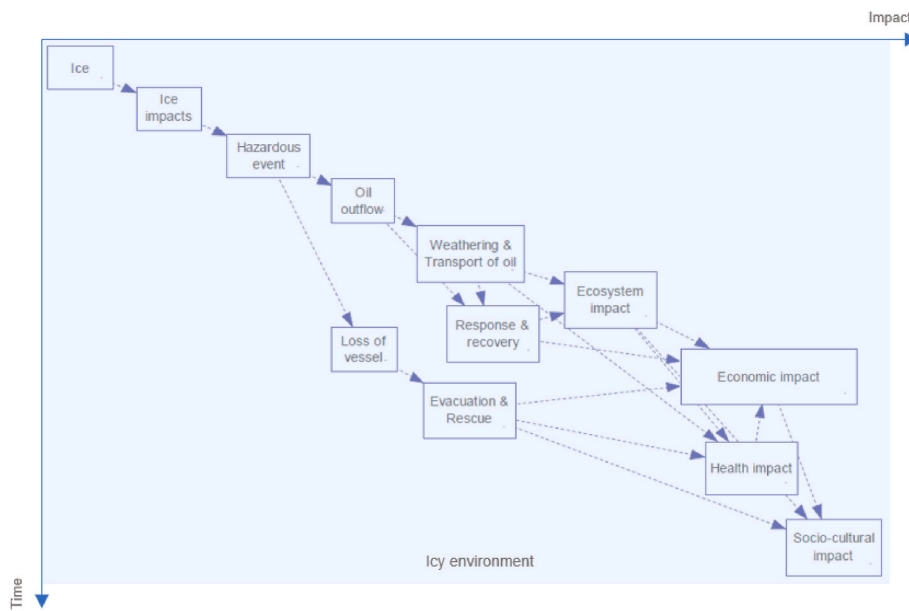 Impact
Ice
Ice
impacts
Hazardous
event
Oil
outflow
Weathering &
Transport of oil
Ecosystem
impact
Response &
recovery
Loss of
vessel
Economic impact
Evacuation &
Rescue
Health impact
Socio-cultural
impact
Icy environment
Time